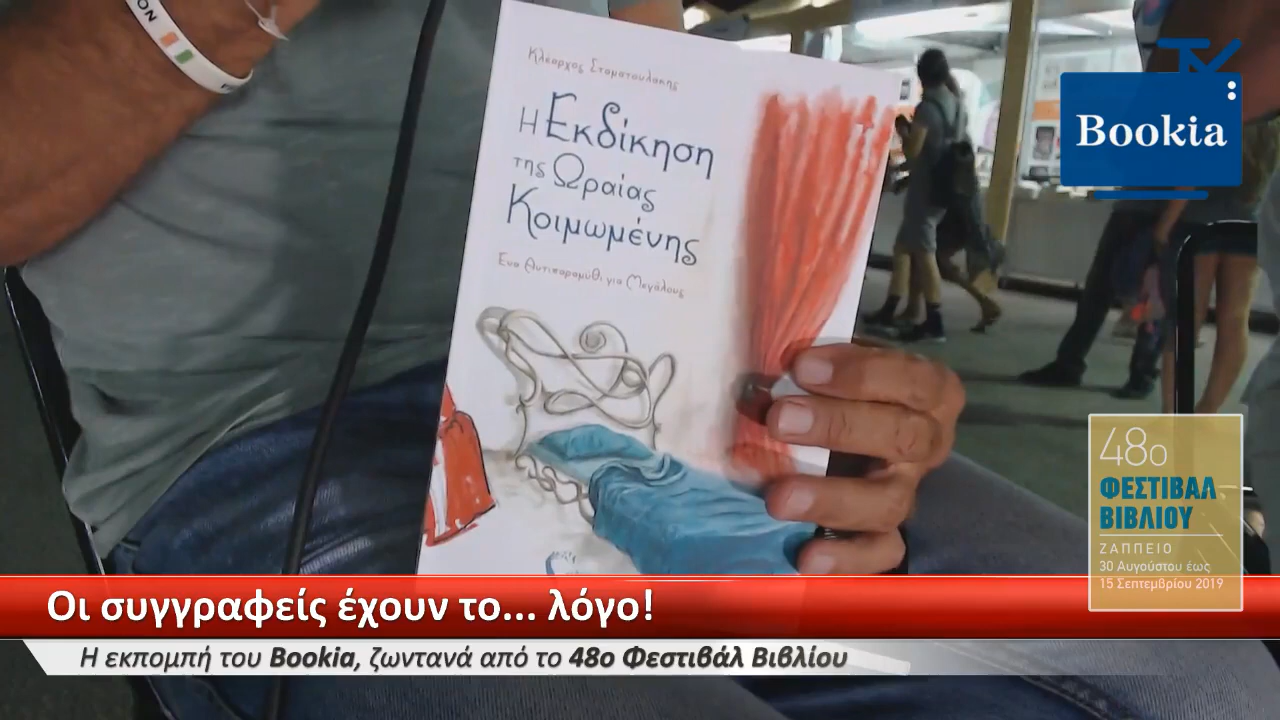 Κλέαρχος Σταματουλάκης
Η Εκδίκηση
της Ωραίας
Κοιμωμένης
Ένα Αντιπαραμύθι για Μεγάλους
TV
Bookia
48ο
ΦΕΣΤΙΒΑΛ
ΒΙΒΛΙΟΥ
ΖΑΠΠΕΙΟ
30 Αυγούστου έως
15 Σεπτεμβρίου 2019
Οι συγγραφείς έχουν το... λόγο!
Η εκπομπή του Bookia, ζωντανά από το 48ο Φεστιβάλ Βιβλίου